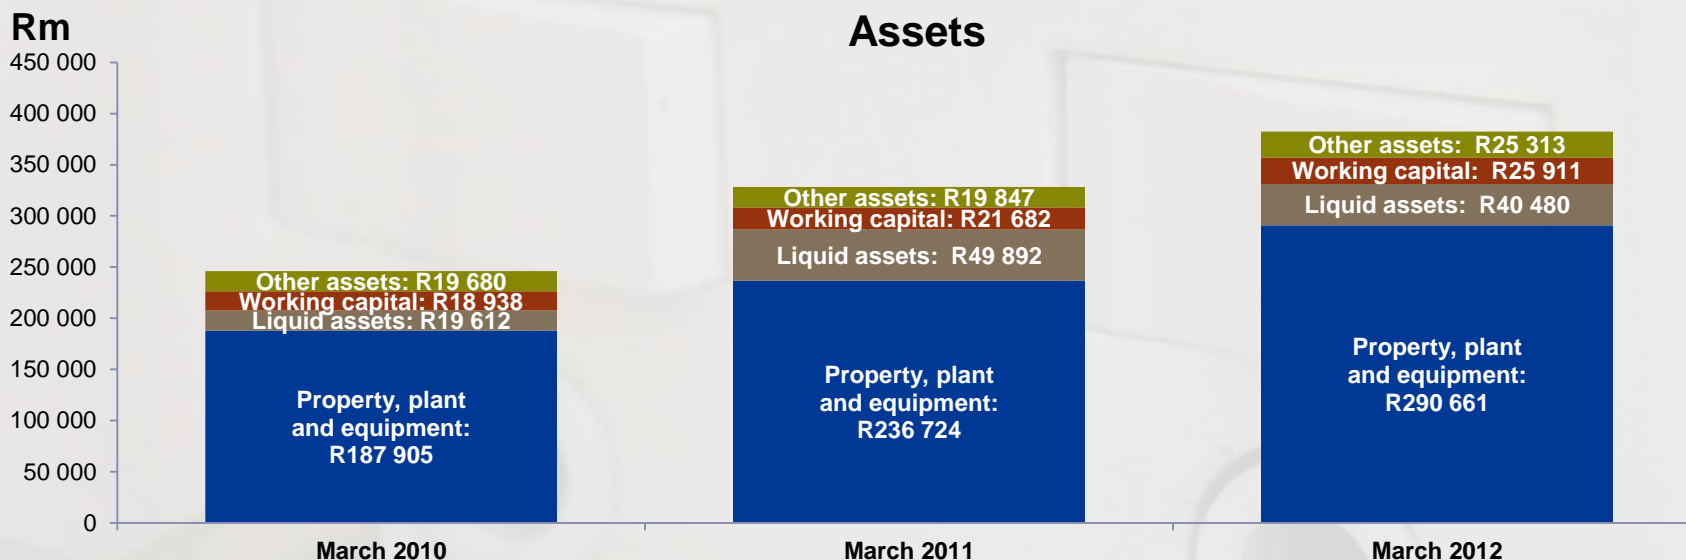 Rm
Assets
450 000
400 000
350 000
300 000
250 000
200 000
150 000
100 000
50 000
0
Other assets: R19 680
Working capital: R18 938
Liquid assets: R19 612
Property, plant
and equipment:
R187 905
Other assets: R19 847
Working capital: R21 682
Liquid assets: R49 892
Property, plant
and equipment:
R236 724
Other assets: R25 313
Working capital: R25 911
Liquid assets: R40 480
Property, plant
and equipment:
R290 661
March 2010
March 2011
March 2012